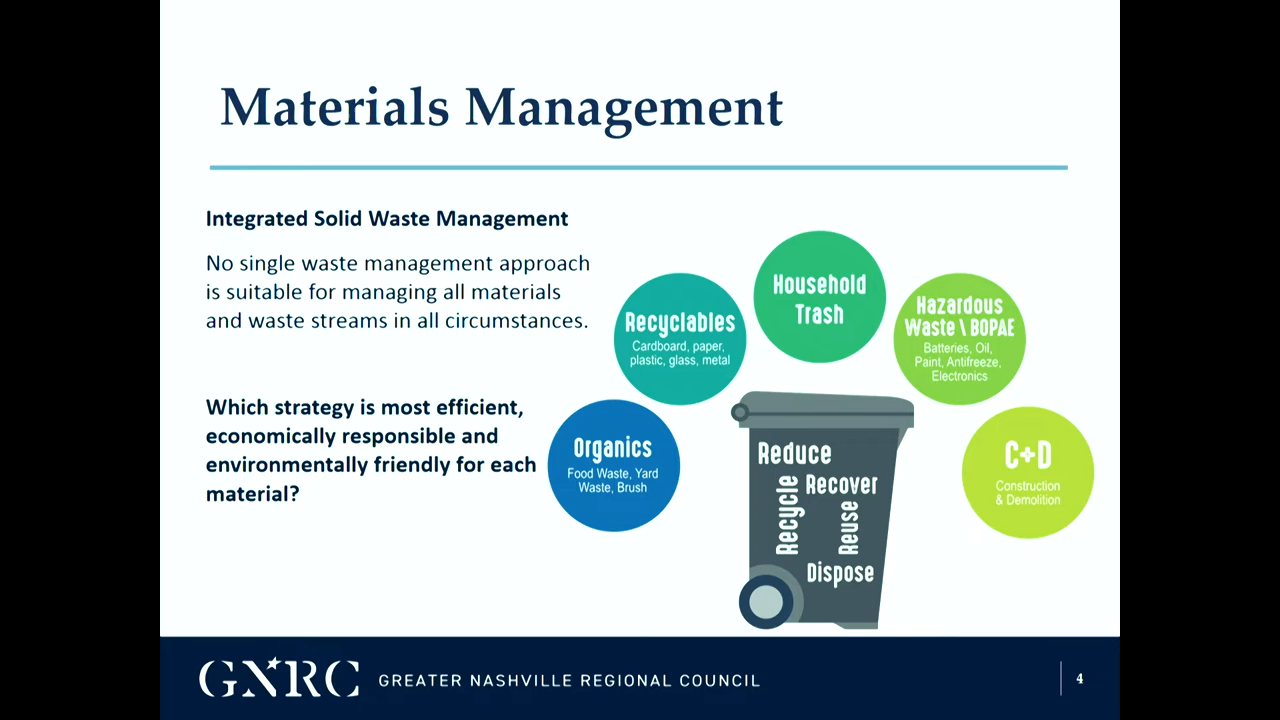 Materials Management
Integrated Solid Waste Management
No single waste management approach
is suitable for managing all materials
and waste streams in all circumstances.
Which strategy is most efficient,
economically responsible and
environmentally friendly for each
material?
Organics
Food Waste, Yard
Waste, Brush
Recyclables
Cardboard, paper,
plastic, glass, metal
Household
Trash
Hazardous
Waste \ BOPAE
Batteries, Oil,
Paint, Antifreeze,
Electronics
C+D
Construction
& Demolition
Reduce
Recycle
Recover
Reuse
Dispose
GNRC
GREATER NASHVILLE REGIONAL COUNCIL
4